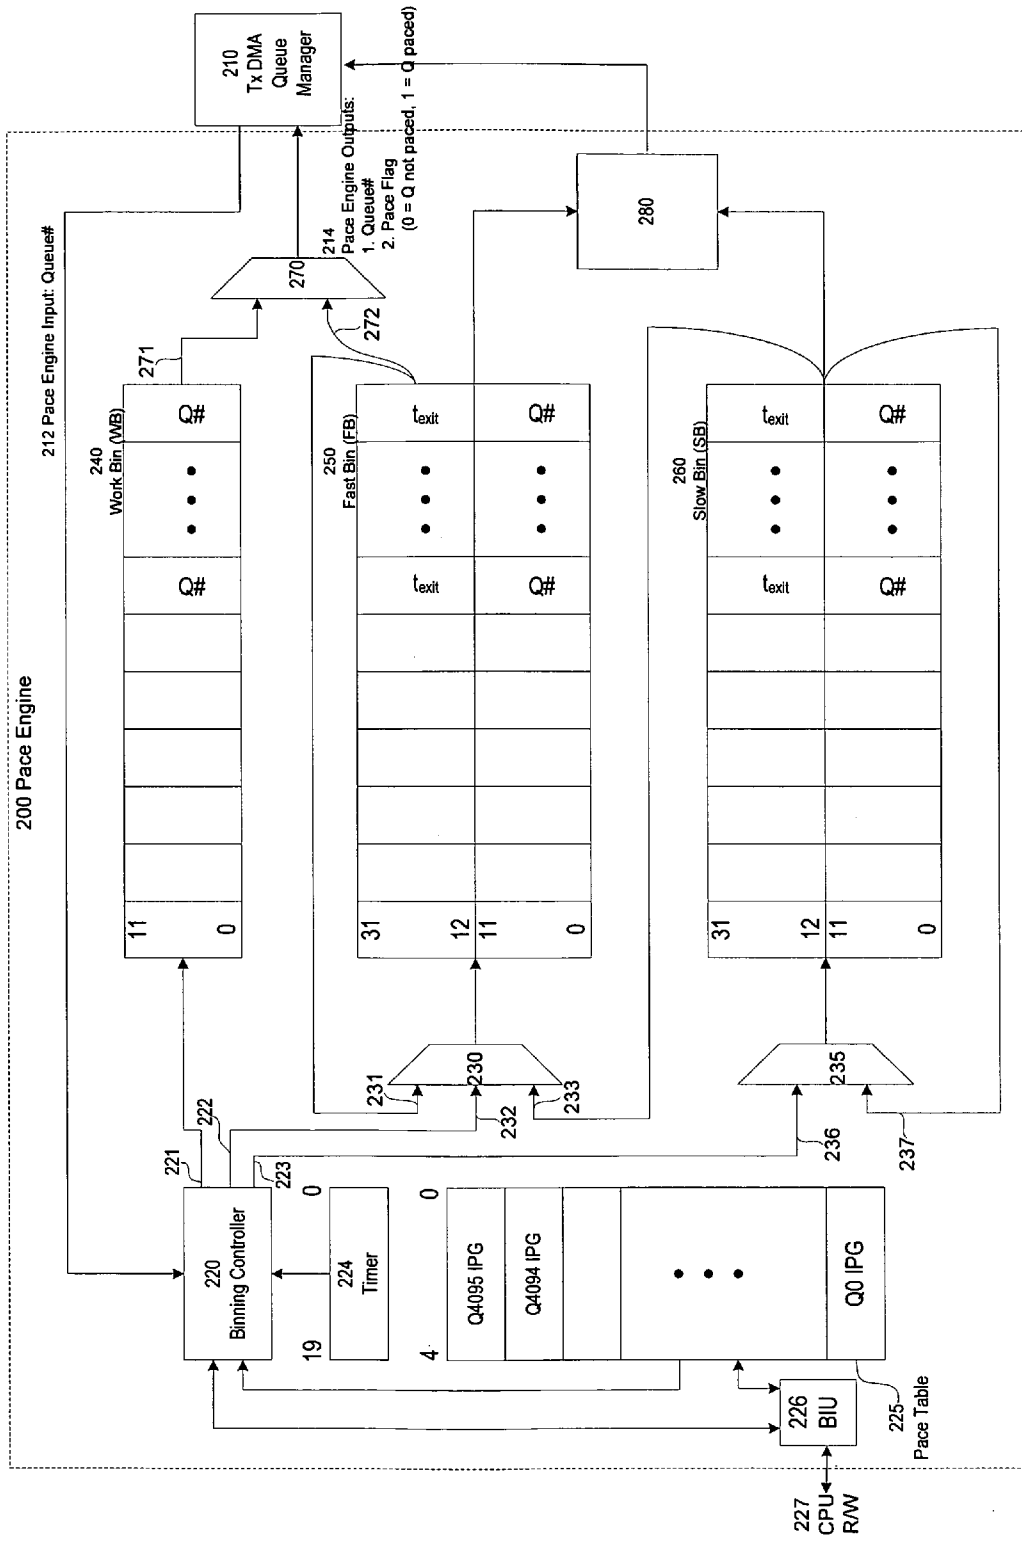 200 Pace Engine
212 Pace Engine Input: Queue#
210
Tx DMA
Queue
Manager
214
Pace Engine Outputs:
1. Queue#
2. Pace Flag
(0 = Q not paced, 1 = Q paced)
240
Work Bin (WB)
11
0
Q#
Q#
271
270
272
250
Fast Bin (FB)
31
12
11
0
texit
texit
Q#
Q#
280
260
Slow Bin (SB)
31
12
11
0
texit
texit
Q#
Q#
221
222
223
220
Binning Controller
231
230
232
233
236
235
237
19
0
224
Timer
4
0
Q4095 IPG
Q4094 IPG
Q0 IPG
225
Pace Table
226
BIU
227
CPU
R/W